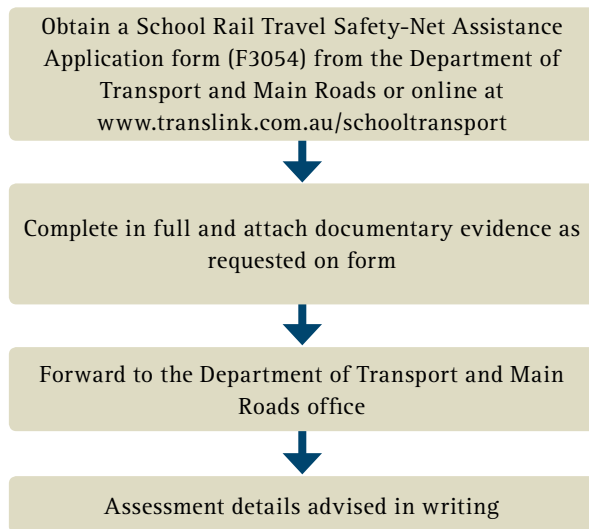 Obtain a School Rail Travel Safety-Net Assistance
Application form (F3054) from the Department of
Transport and Main Roads or online at
www.translink.com.au/schooltransport
Complete in full and attach documentary evidence as
requested on form
Forward to the Department of Transport and Main
Roads office
Assessment details advised in writing